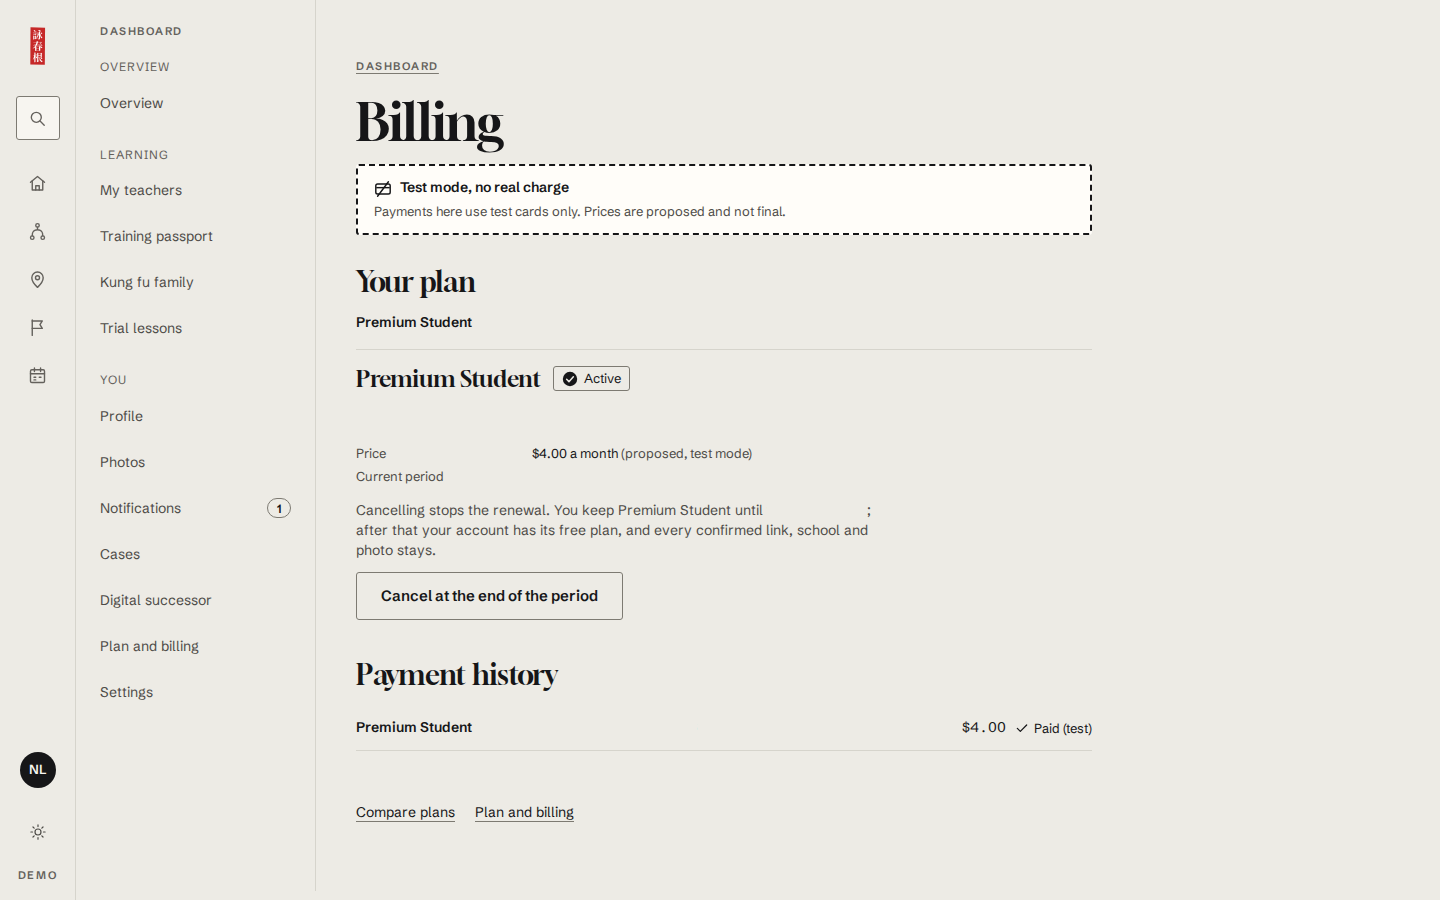 詠春根
DASHBOARD
OVERVIEW
Overview
LEARNING
My teachers
Training passport
Kung fu family
Trial lessons
YOU
Profile
Photos
Notifications 1
Cases
Digital successor
Plan and billing
Settings
NL
DEMO
DASHBOARD
Billing
Test mode, no real charge
Payments here use test cards only. Prices are proposed and not final.
Your plan
Premium Student
Premium Student Active
Price $4.00 a month (proposed, test mode)
Current period
Cancelling stops the renewal. You keep Premium Student until ;
after that your account has its free plan, and every confirmed link, school and
photo stays.
Cancel at the end of the period
Payment history
Premium Student $4.00 Paid (test)
Compare plans Plan and billing